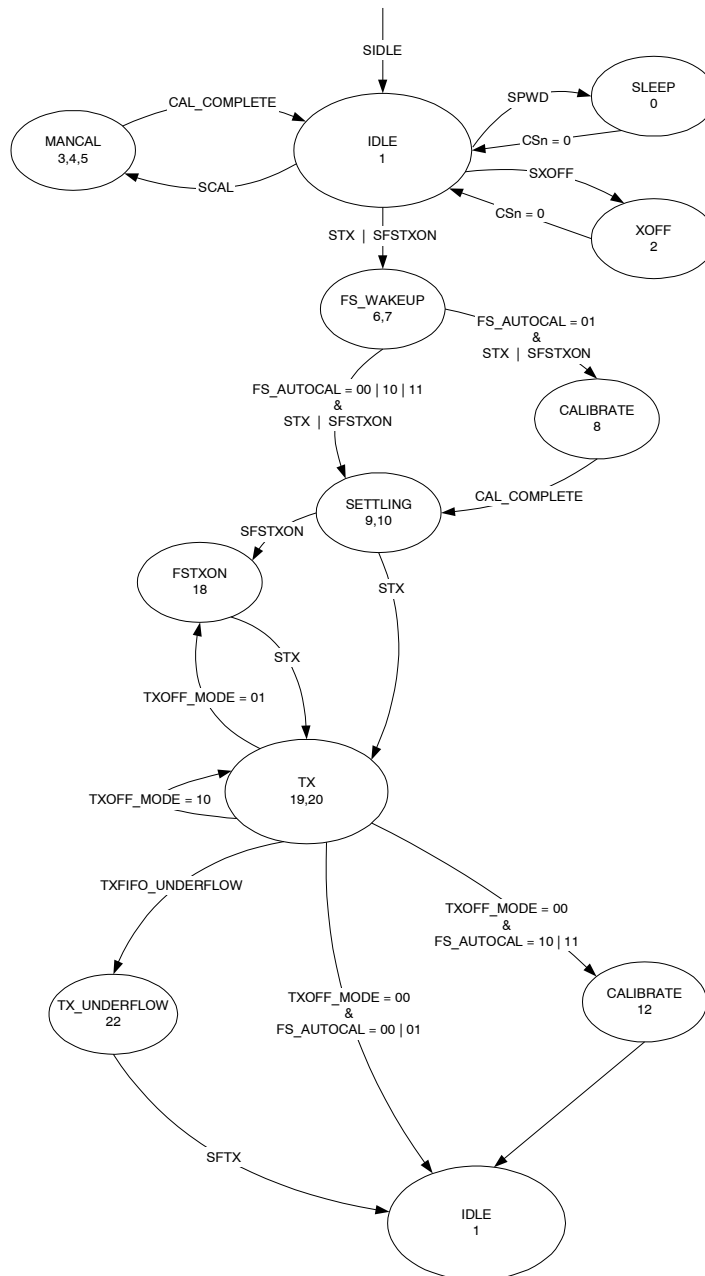 SIDLE
SLEEP
0
SPWD
CAL_COMPLETE
MANCAL
3,4,5
IDLE
1
CSn = 0
SXOFF
SCAL
CSn = 0
XOFF
2
STX | SFSTXON
FS_WAKEUP
6,7
FS_AUTOCAL = 01
&
STX | SFSTXON
FS_AUTOCAL = 00 | 10 | 11
&
STX | SFSTXON
CALIBRATE
8
CAL_COMPLETE
SETTLING
9,10
SFSTXON
FSTXON
18
STX
STX
TXOFF_MODE = 01
TX
19,20
TXOFF_MODE = 10
TXFIFO_UNDERFLOW
TXOFF_MODE = 00
&
FS_AUTOCAL = 10 | 11
TX_UNDERFLOW
22
TXOFF_MODE = 00
&
FS_AUTOCAL = 00 | 01
CALIBRATE
12
SFTX
IDLE
1